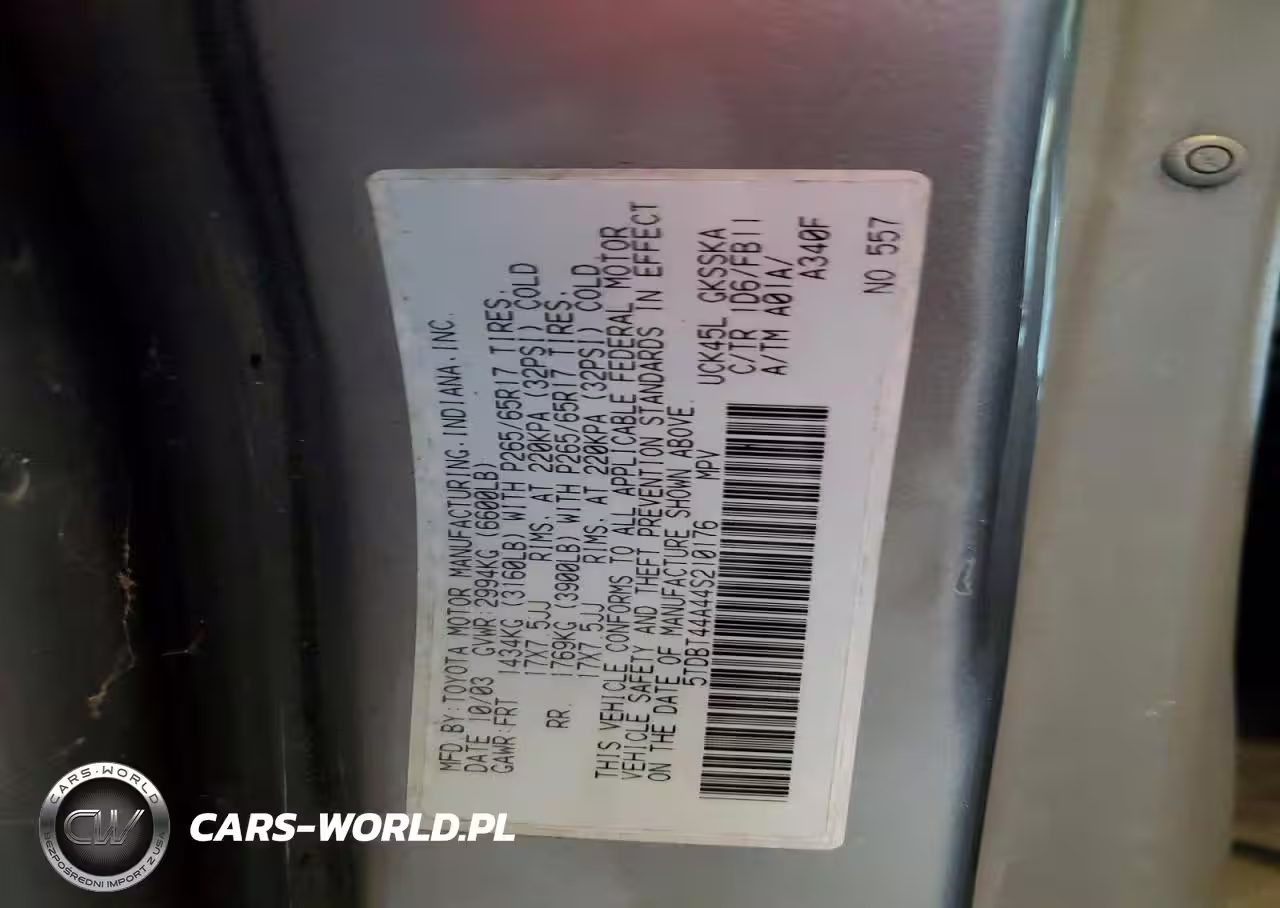 MFD.BY:TOYOTA MOTOR MANUFACTURING.INDIANA.INC.
DATE 10/03 GVWR:2994KG (6600LB)
GAWR:FRT 1434KG (3160LB) WITH P265/65R17 TIRES,
17X7.5JJ RIMS, AT 220KPA (32PSI) COLD
RR. 1769KG (3900LB) WITH P265/65R17 TIRES,
17X7.5JJ RIMS, AT 220KPA (32PSI) COLD.
THIS VEHICLE CONFORMS TO ALL APPLICABLE FEDERAL MOTOR
VEHICLE SAFETY AND THEFT PREVENTION STANDARDS IN EFFECT
ON THE DATE OF MANUFACTURE SHOWN ABOVE.
5TDBT44A44S210176 MPV
UCK45L GKSSKA
C/TR 1D6/FB11
A/TM A01A/
A340F
NO 557
CARS-WORLD
CW
BEZPOŚREDNI IMPORT Z USA
CARS-WORLD.PL